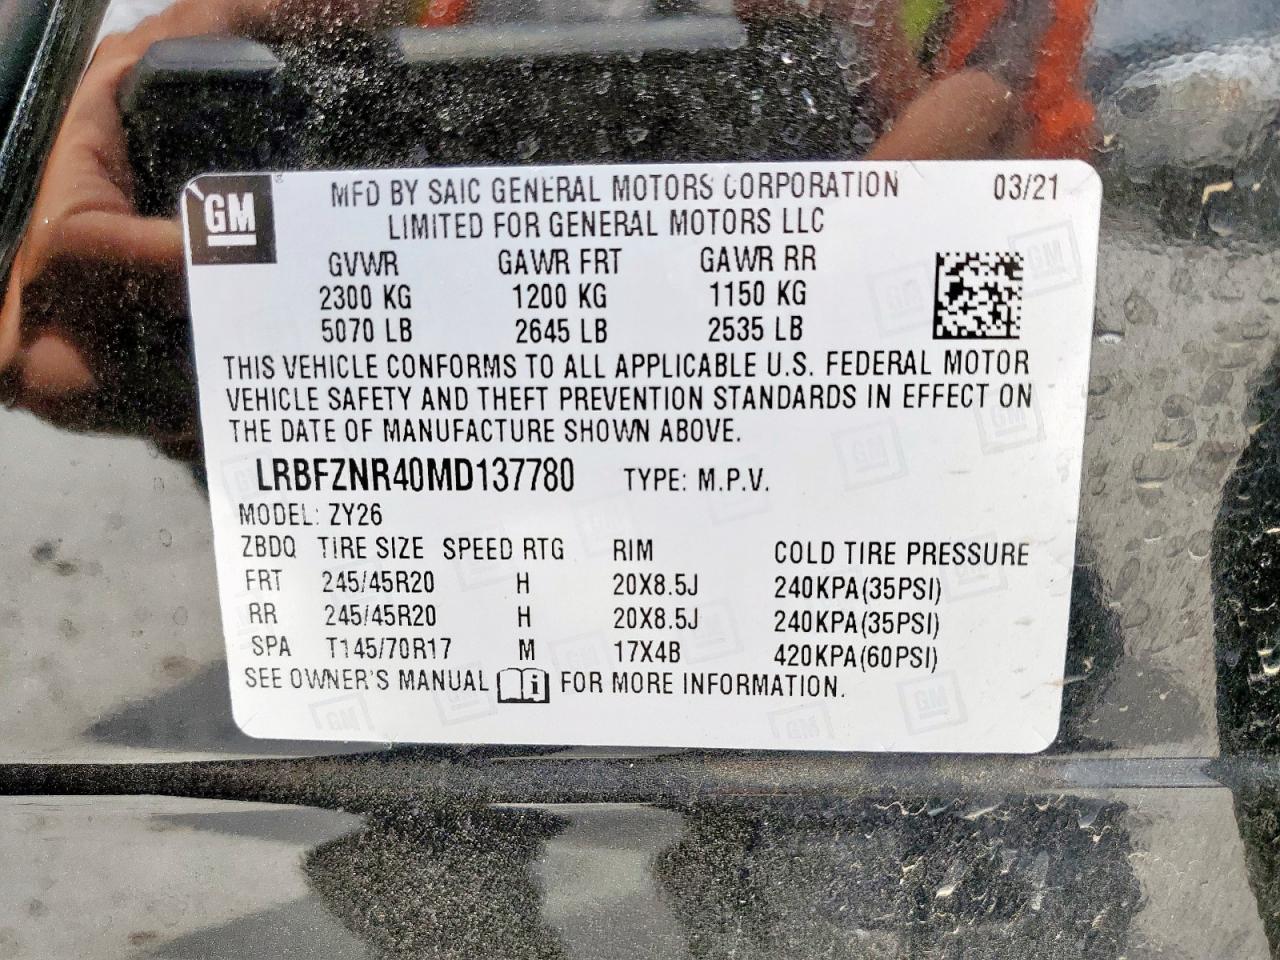 GM MFD BY SAIC GENERAL MOTORS CORPORATION 03/21
LIMITED FOR GENERAL MOTORS LLC
GVWR GAWR FRT GAWR RR
2300 KG 1200 KG 1150 KG
5070 LB 2645 LB 2535 LB
THIS VEHICLE CONFORMS TO ALL APPLICABLE U.S. FEDERAL MOTOR
VEHICLE SAFETY AND THEFT PREVENTION STANDARDS IN EFFECT ON
THE DATE OF MANUFACTURE SHOWN ABOVE.
LRBFZNR40MD137780 TYPE: M.P.V.
MODEL: ZY26
ZBDQ TIRE SIZE SPEED RTG RIM COLD TIRE PRESSURE
FRT 245/45R20 H 20X8.5J 240KPA(35PSI)
RR 245/45R20 H 20X8.5J 240KPA(35PSI)
SPA T145/70R17 M 17X4B 420KPA(60PSI)
SEE OWNER'S MANUAL i FOR MORE INFORMATION.